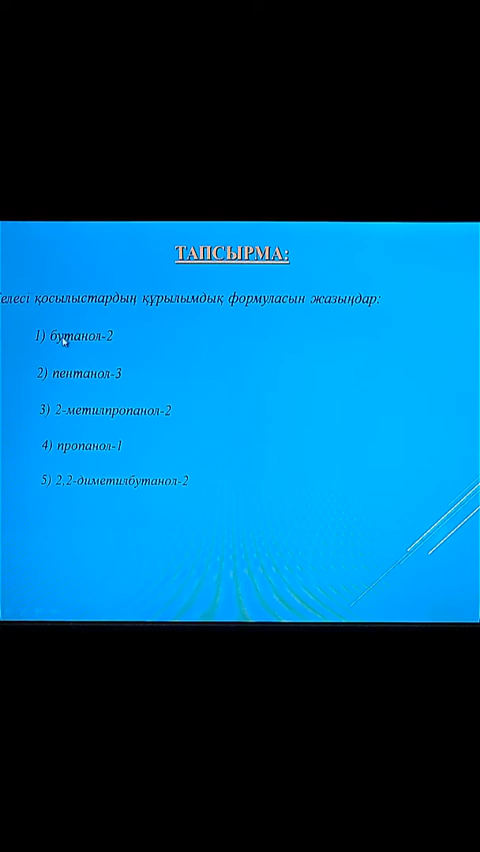 ТАПСЫРМА:
қосылыстардың құрылымдық формуласын жазыңдар:
1) бутанол-2
2) пентанол-3
3) 2-метилпропанол-2
4) пропанол-1
5) 2,2-диметилбутанол-2